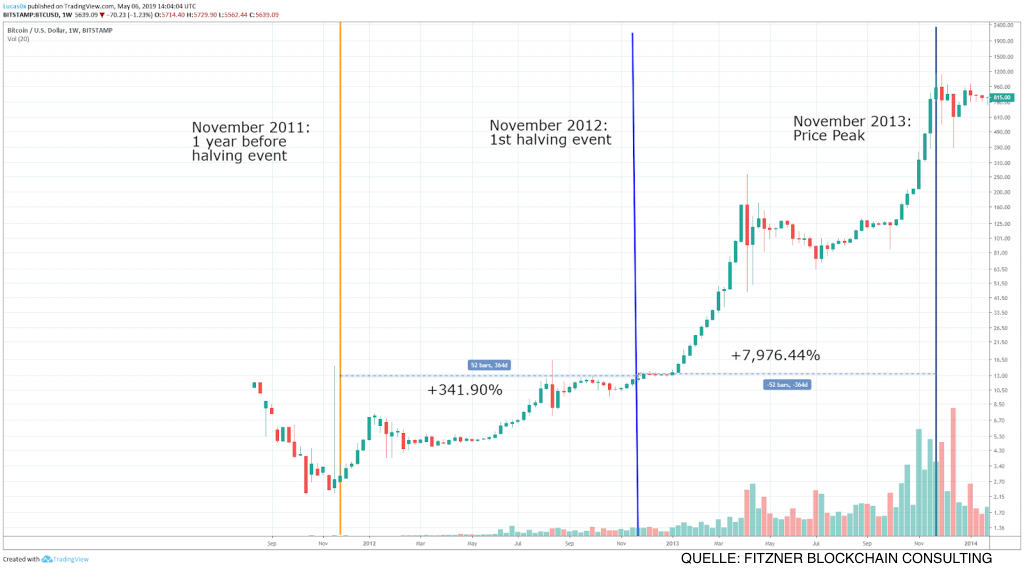 Lucas0x published on TradingView.com, May 06, 2019 14:04:04 UTC
BITSTAMP:BTCUSD, 1W 5639.09 ▼ −70.23 (−1.23%) O:5714.40 H:5729.90 L:5562.44 C:5639.09
Bitcoin / U.S. Dollar, 1W, BITSTAMP
Vol (20)
November 2011:
1 year before
halving event
November 2012:
1st halving event
November 2013:
Price Peak
52 bars, 364d
+341.90%
+7,976.44%
-52 bars, -364d
2400.00
1900.00
1500.00
1200.00
960.00
815.00
610.00
490.00
390.00
310.00
250.00
200.00
160.00
125.00
101.00
81.00
63.50
51.50
41.50
33.50
26.50
21.50
16.50
13.00
10.50
8.50
6.70
5.30
4.30
3.40
2.70
2.15
1.70
1.36
Sep Nov 2012 Mar May Jul Sep Nov 2013 Mar May Jul Sep Nov 2014
Created with TradingView
QUELLE: FITZNER BLOCKCHAIN CONSULTING